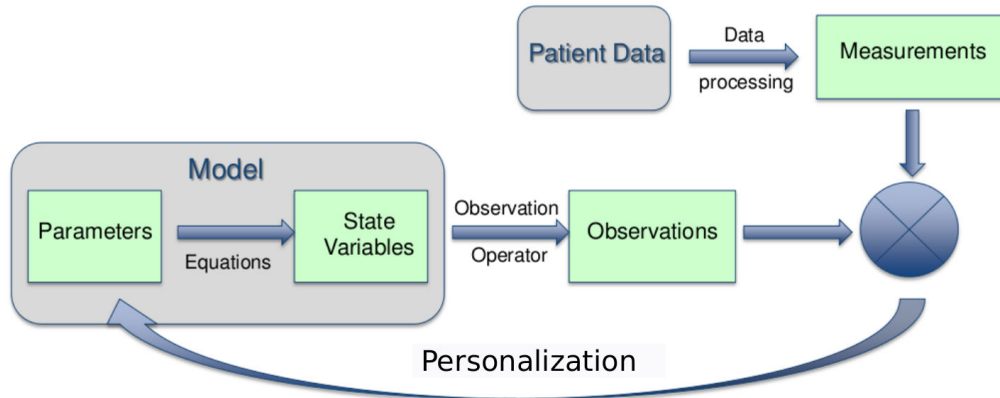 Patient Data
Data
processing
Measurements
Model
Parameters
Equations
State
Variables
Observation
Operator
Observations
Personalization